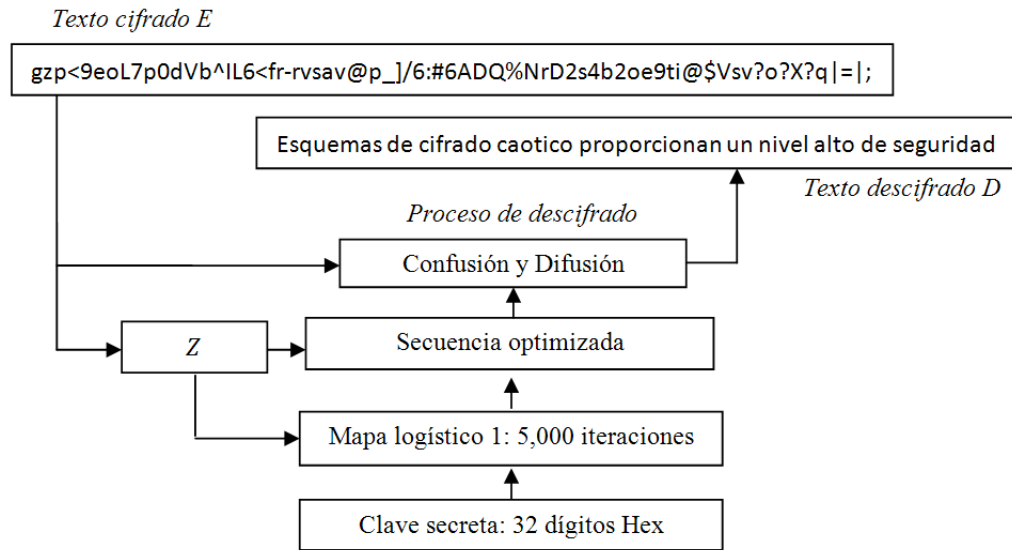 Texto cifrado E
gzp<9eoL7p0dVb^IL6<fr-rvsav@p_]/6:#6ADQ%NrD2s4b2oe9ti@$Vsv?o?X?q|=|;
Esquemas de cifrado caotico proporcionan un nivel alto de seguridad
Texto descifrado D
Proceso de descifrado
Confusión y Difusión
Z
Secuencia optimizada
Mapa logístico 1: 5,000 iteraciones
Clave secreta: 32 dígitos Hex